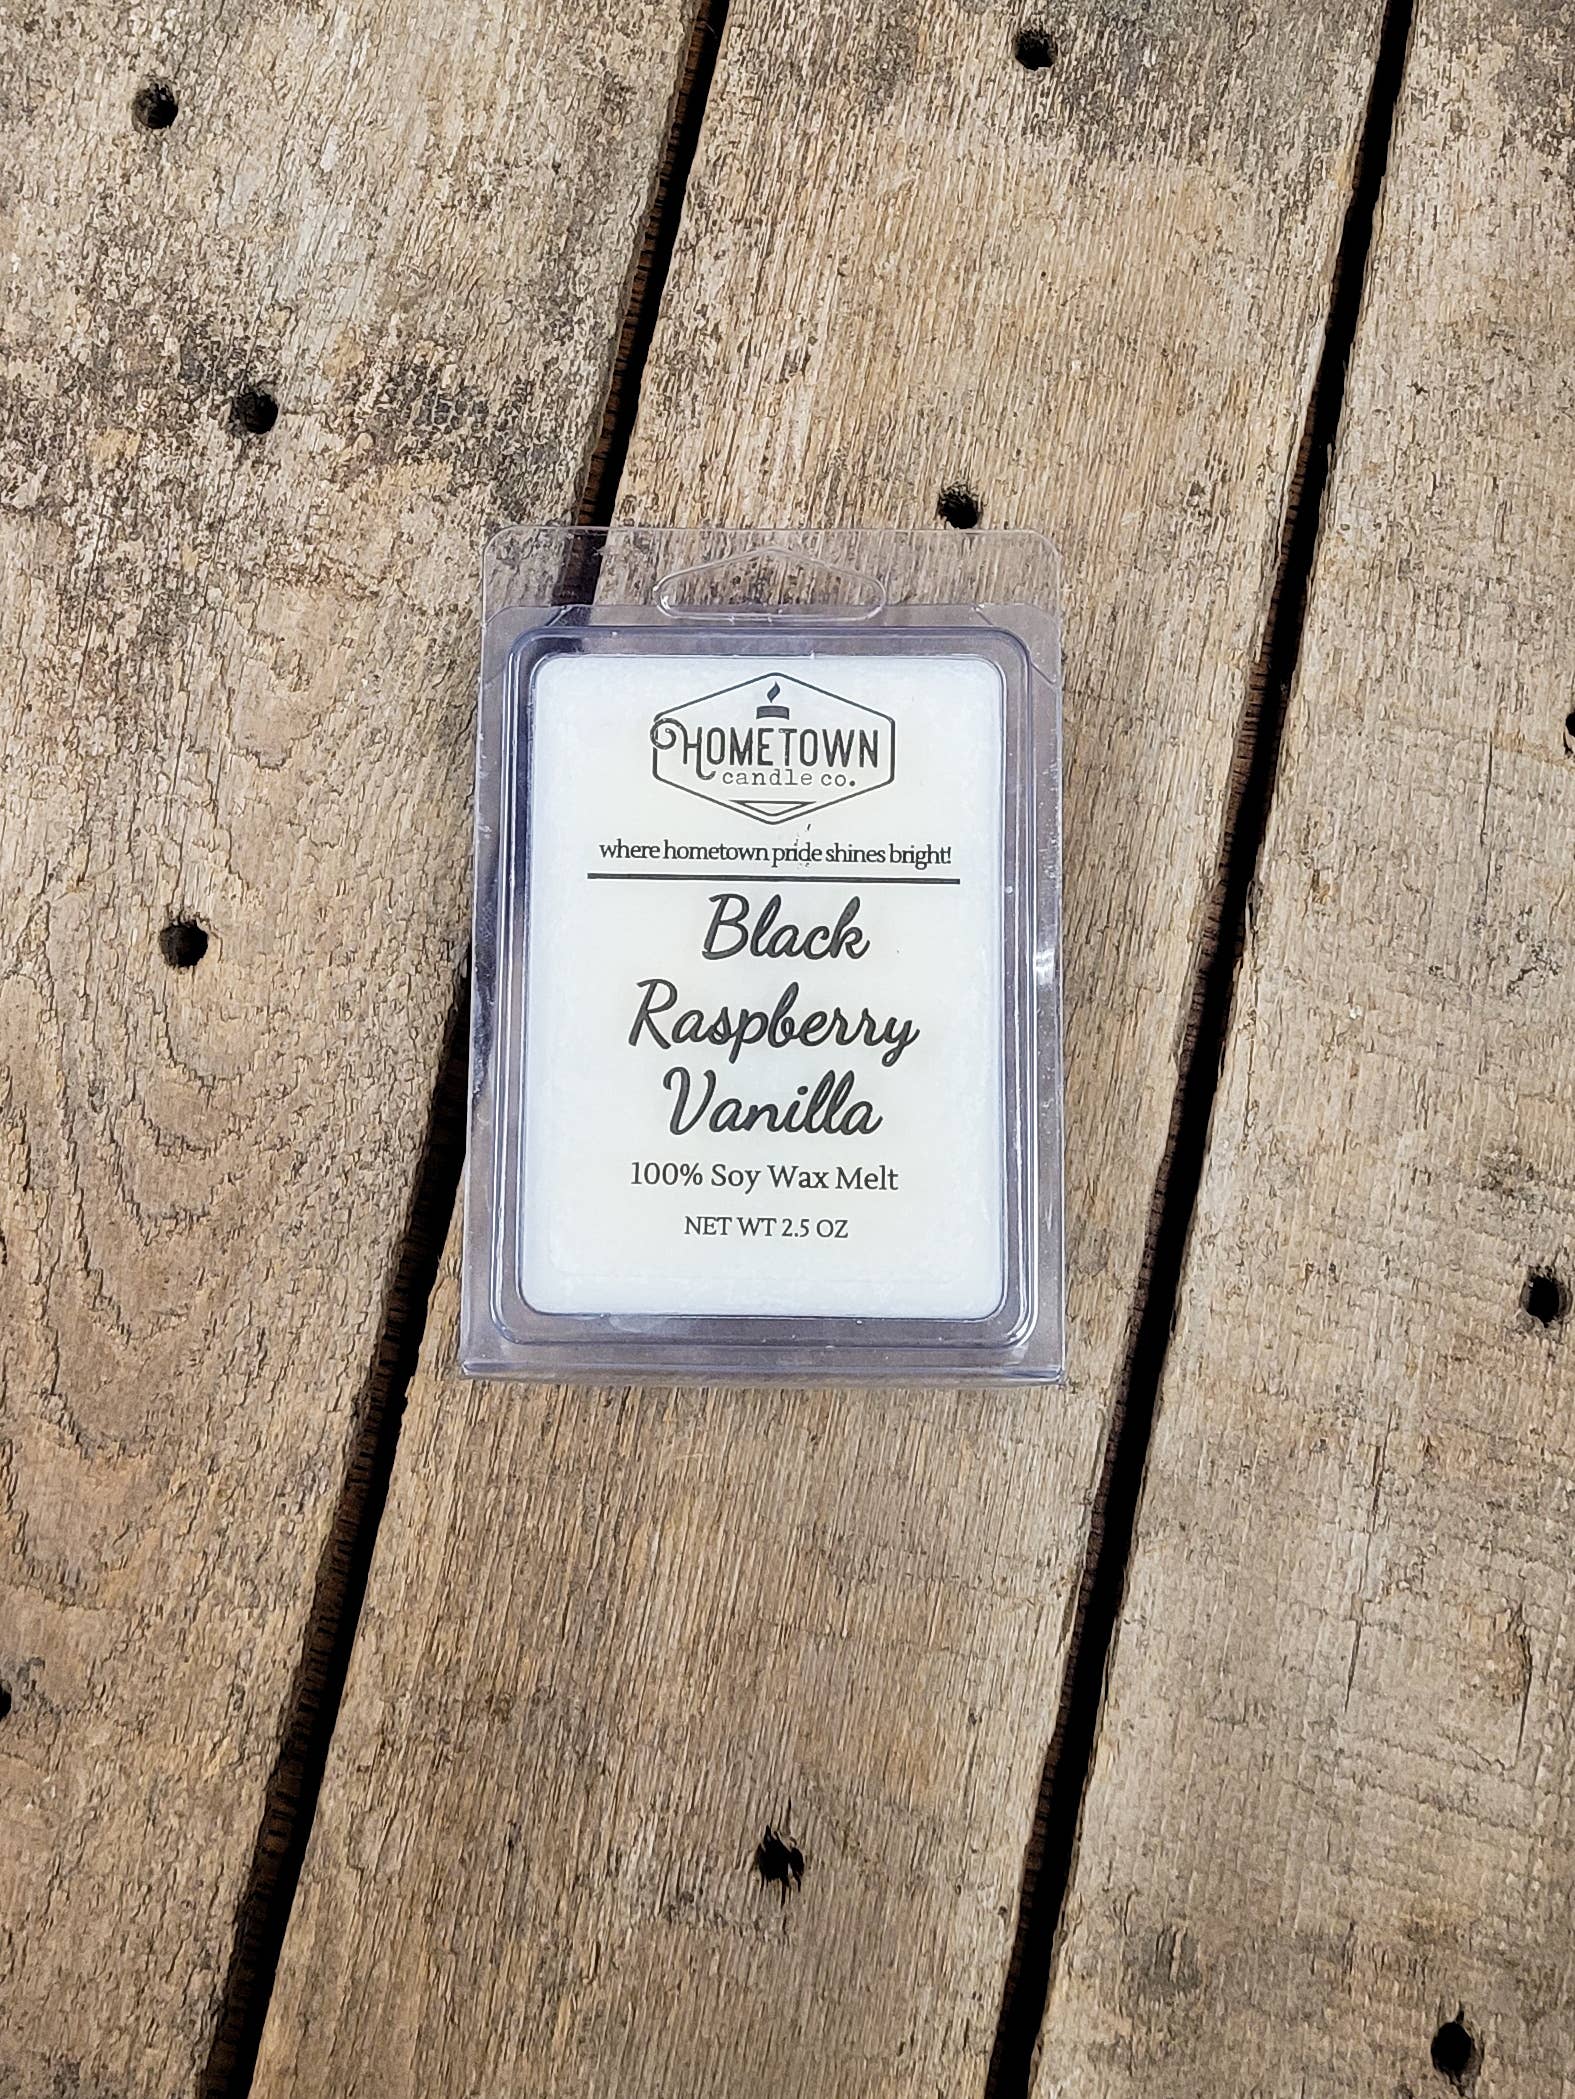 HOMETOWN
candle co.
where hometown pride shines bright!
Black
Raspberry
Vanilla
100% Soy Wax Melt
NET WT 2.5 OZ